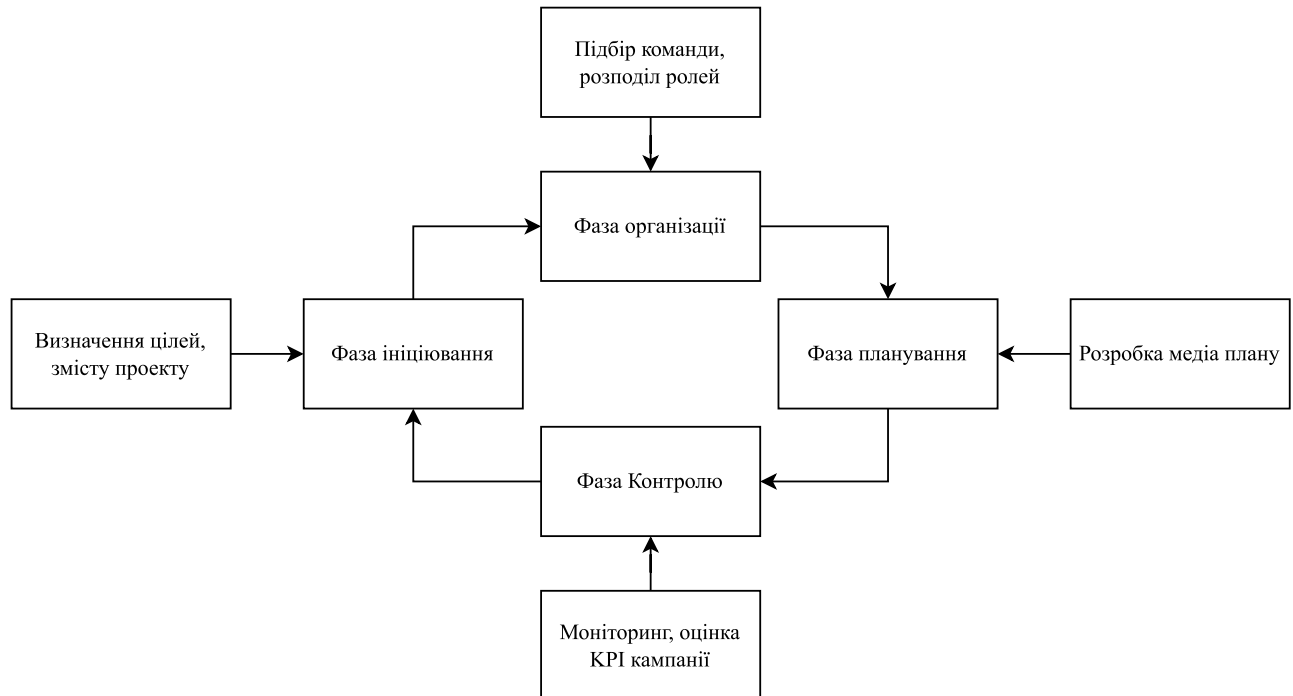 Підбір команди,
розподіл ролей
Фаза організації
Визначення цілей,
змісту проекту
Фаза ініціювання
Фаза планування
Розробка медіа плану
Фаза Контролю
Моніторинг, оцінка
KPI кампанії